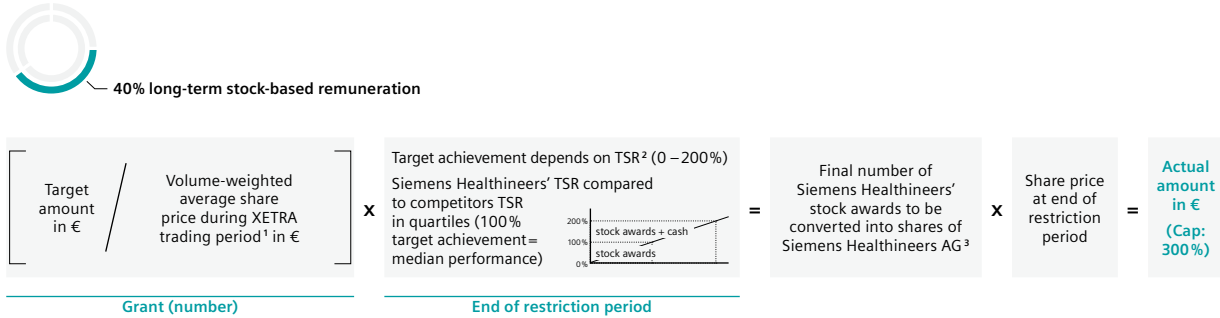 40% long-term stock-based remuneration
Target
amount
in €
/
Volume-weighted
average share
price during XETRA
trading period¹ in €
x
Target achievement depends on TSR² (0 – 200%)
Siemens Healthineers’ TSR compared
to competitors TSR
in quartiles (100%
target achievement=
median performance)
200%
stock awards + cash
100%
stock awards
0%
=
Final number of
Siemens Healthineers’
stock awards to be
converted into shares of
Siemens Healthineers AG³
x
Share price
at end of
restriction
period
=
Actual
amount
in €
(Cap:
300%)
Grant (number)
End of restriction period